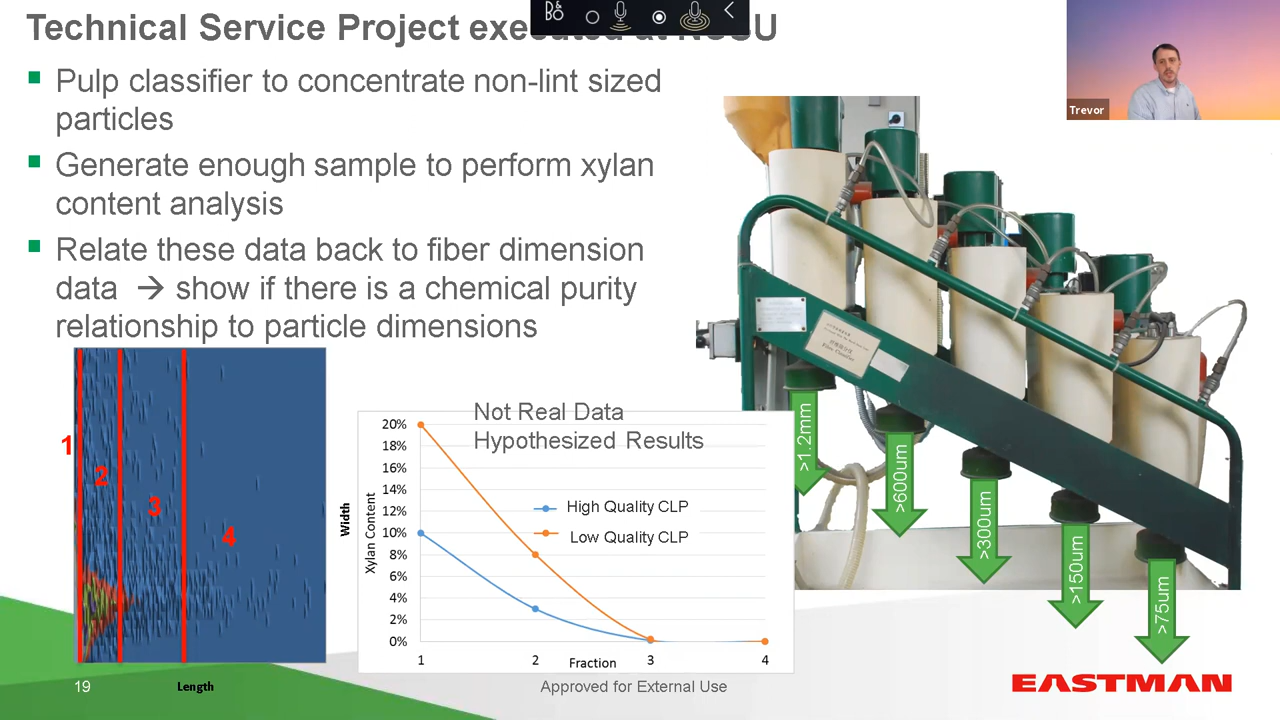 Technical Service Project
Pulp classifier to concentrate non-lint sized
particles
Generate enough sample to perform xylan
content analysis
Relate these data back to fiber dimension
data → show if there is a chemical purity
relationship to particle dimensions
Trevor
1
2
3
4
Width
Length
Not Real Data
Hypothesized Results
20%
18%
16%
14%
12%
10%
8%
6%
4%
2%
0%
Xylan Content
High Quality CLP
Low Quality CLP
1
2
3
4
Fraction
>1.2mm
>600um
>300um
>150um
>75um
19
Approved for External Use
EASTMAN